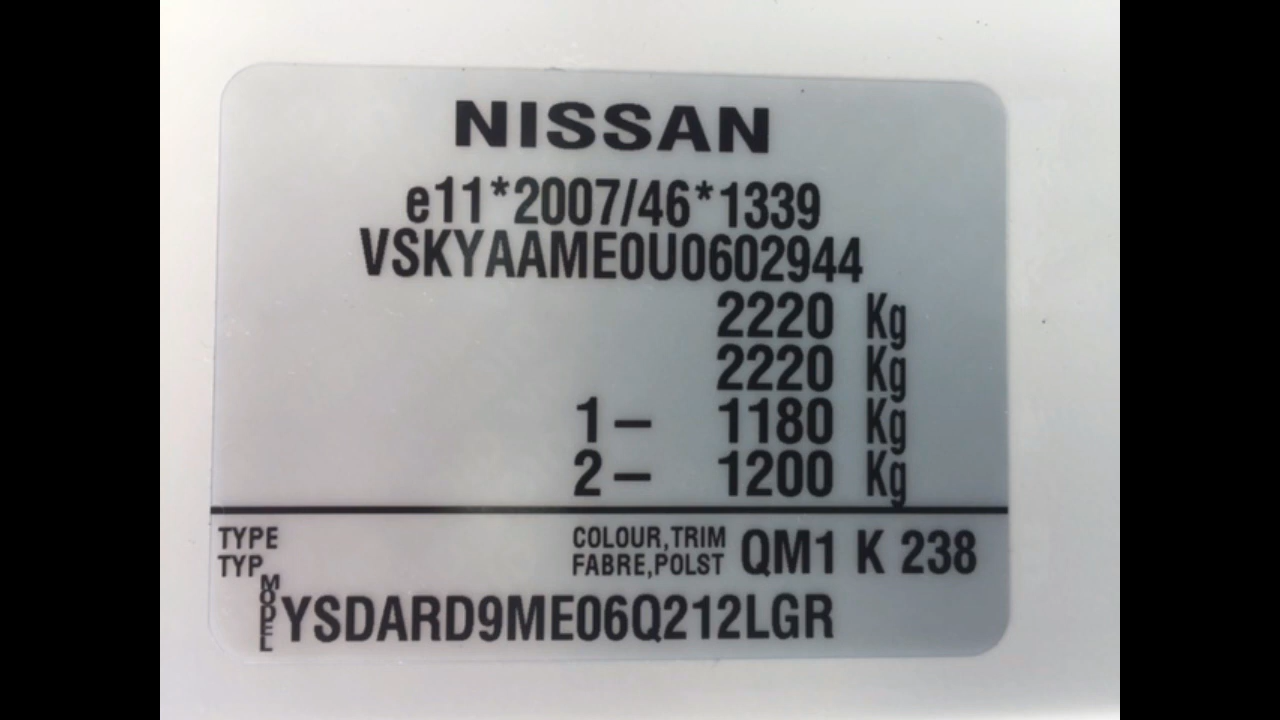 NISSAN
e11*2007/46*1339
VSKYAAME0U0602944
2220 Kg
2220 Kg
1- 1180 Kg
2- 1200 Kg
TYPE COLOUR,TRIM QM1 K 238
TYP FABRE,POLST
MODEL YSDARD9ME06Q212LGR